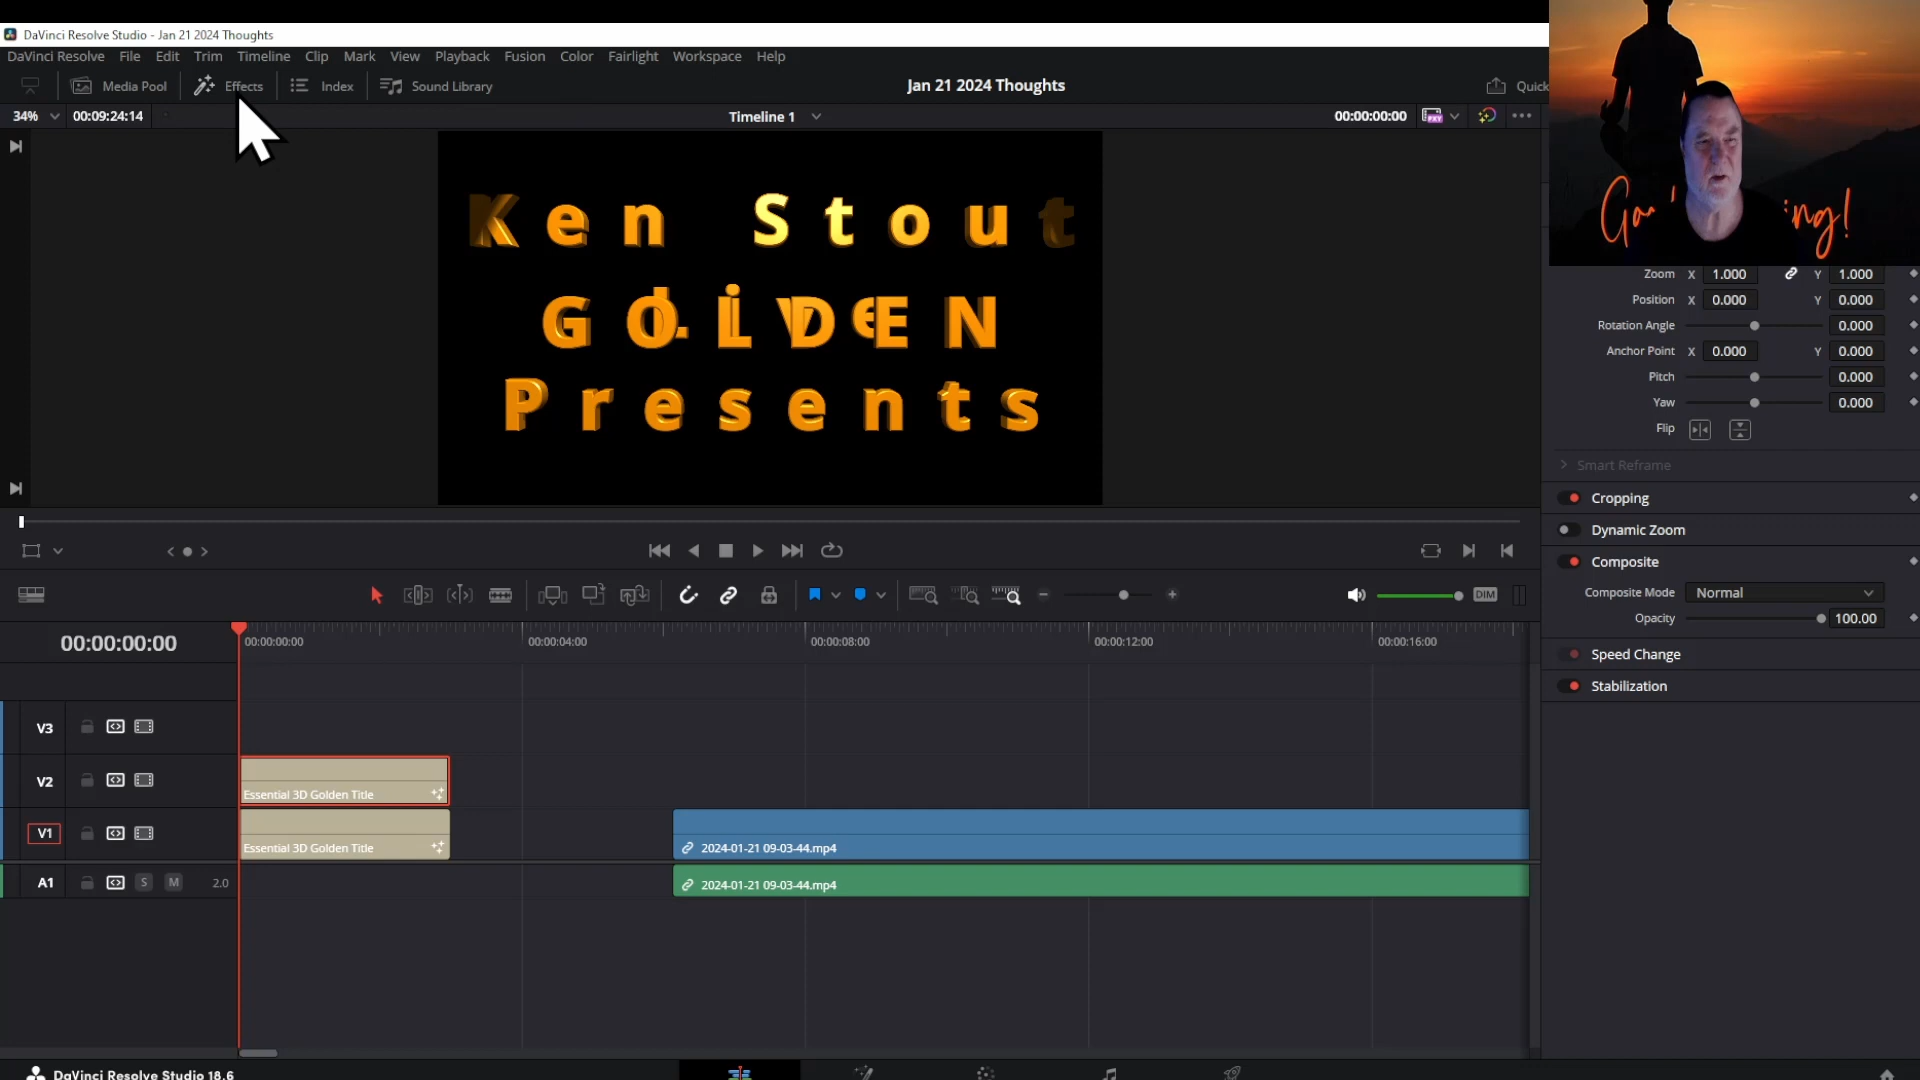 DaVinci Resolve Studio - Jan 21 2024 Thoughts
DaVinci Resolve File Edit Trim Timeline Clip Mark View Playback Fusion Color Fairlight Workspace Help
Media Pool Effects Index Sound Library Jan 21 2024 Thoughts Quick
34% 00:09:24:14 Timeline 1 00:00:00:00 PXY
Ken Stout
GOLDEN
Presents
Zoom X 1.000 Y 1.000
Position X 0.000 Y 0.000
Rotation Angle 0.000
Anchor Point X 0.000 Y 0.000
Pitch 0.000
Yaw 0.000
Flip
Smart Reframe
Cropping
Dynamic Zoom
Composite
Composite Mode Normal
Opacity 100.00
Speed Change
Stabilization
DIM
00:00:00:00 00:00:00:00 00:00:04:00 00:00:08:00 00:00:12:00 00:00:16:00
V3
V2
Essential 3D Golden Title
V1
Essential 3D Golden Title 2024-01-21 09-03-44.mp4
A1 S M 2.0 2024-01-21 09-03-44.mp4
DaVinci Resolve Studio 18.6